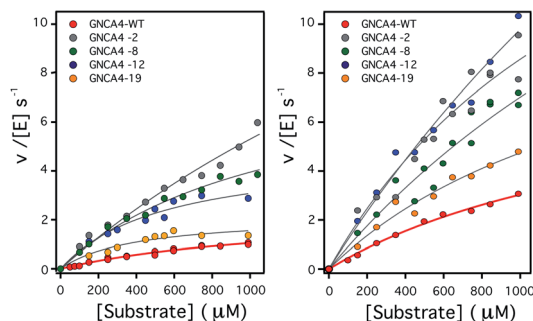 10
8
6
4
2
0
v /[E] s⁻¹
GNCA4-WT
GNCA4 -2
GNCA4 -8
GNCA4 -12
GNCA4-19
0 200 400 600 800 1000
[Substrate] ( µM)
10
8
6
4
2
0
v /[E] s⁻¹
GNCA4-WT
GNCA4 -2
GNCA4 -8
GNCA4 -12
GNCA4-19
0 200 400 600 800 1000
[Substrate] ( µM)